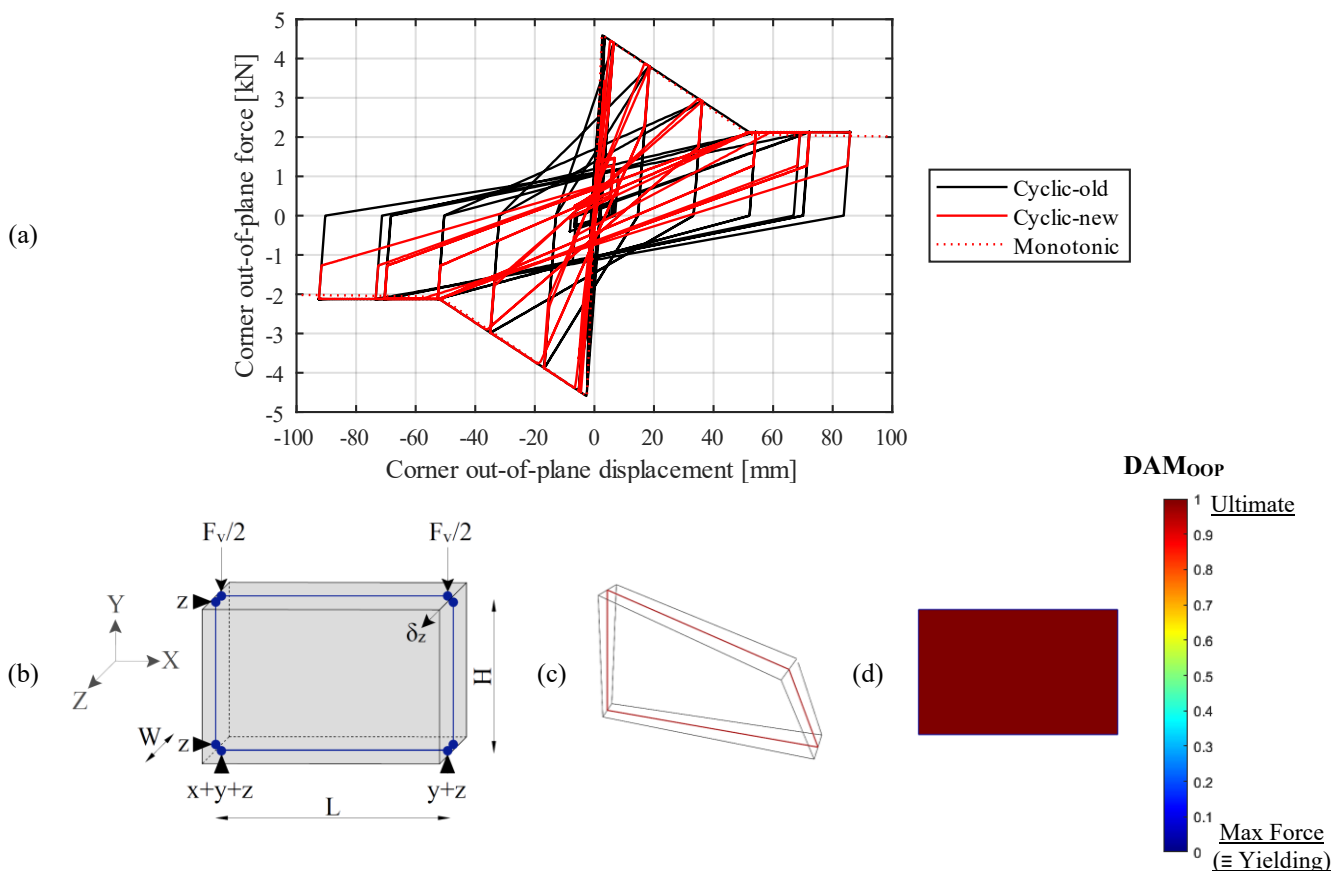 (a)
Corner out-of-plane force [kN]
5
4
3
2
1
0
-1
-2
-3
-4
-5
-100 -80 -60 -40 -20 0 20 40 60 80 100
Corner out-of-plane displacement [mm]
Cyclic-old
Cyclic-new
Monotonic
(b)
Y
X
Z
Fv/2 Fv/2
z
δz
H
W
z
x+y+z
y+z
L
(c)
(d)
DAMOOP
1 Ultimate
0.9
0.8
0.7
0.6
0.5
0.4
0.3
0.2
0.1
0
Max Force
(≡ Yielding)